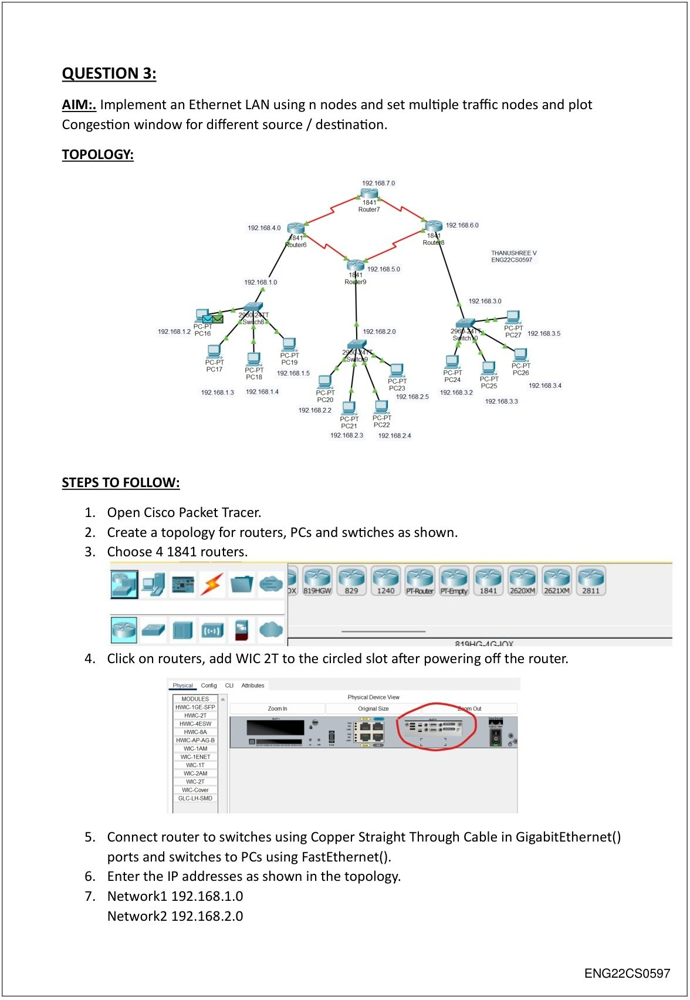 QUESTION 3:
AIM:. Implement an Ethernet LAN using n nodes and set multiple traffic nodes and plot
Congestion window for different source / destination.
TOPOLOGY:
192.168.7.0
1841
Router7
192.168.4.0
1841
Router6
192.168.6.0
1841
Router8
THANUSHREE V
ENG22CS0597
192.168.5.0
1841
Router9
192.168.1.0
192.168.3.0
2960-24TT
Switch8
PC-PT
PC16
192.168.1.2
PC-PT
PC17
192.168.1.3
PC-PT
PC18
192.168.1.4
PC-PT
PC19
192.168.1.5
192.168.2.0
2960-24TT
Switch9
PC-PT
PC20
192.168.2.2
PC-PT
PC21
192.168.2.3
PC-PT
PC22
192.168.2.4
PC-PT
PC23
192.168.2.5
2960-24TT
Switch10
PC-PT
PC24
192.168.3.2
PC-PT
PC25
192.168.3.3
PC-PT
PC26
192.168.3.4
PC-PT
PC27
192.168.3.5
STEPS TO FOLLOW:
1. Open Cisco Packet Tracer.
2. Create a topology for routers, PCs and swtiches as shown.
3. Choose 4 1841 routers.
OX 819HGW 829 1240 PT-Router PT-Empty 1841 2620XM 2621XM 2811
819HG-4G-IOX
4. Click on routers, add WIC 2T to the circled slot after powering off the router.
Physical Config CLI Attributes
MODULES
HWIC-1GE-SFP
HWIC-2T
HWIC-4ESW
HWIC-8A
HWIC-AP-AG-B
WIC-1AM
WIC-1ENET
WIC-1T
WIC-2AM
WIC-2T
WIC-Cover
GLC-LH-SMD
Physical Device View
Zoom In Original Size Zoom Out
SLOT 1
SLOT 0
CISCO 1841
5. Connect router to switches using Copper Straight Through Cable in GigabitEthernet()
ports and switches to PCs using FastEthernet().
6. Enter the IP addresses as shown in the topology.
7. Network1 192.168.1.0
Network2 192.168.2.0
ENG22CS0597